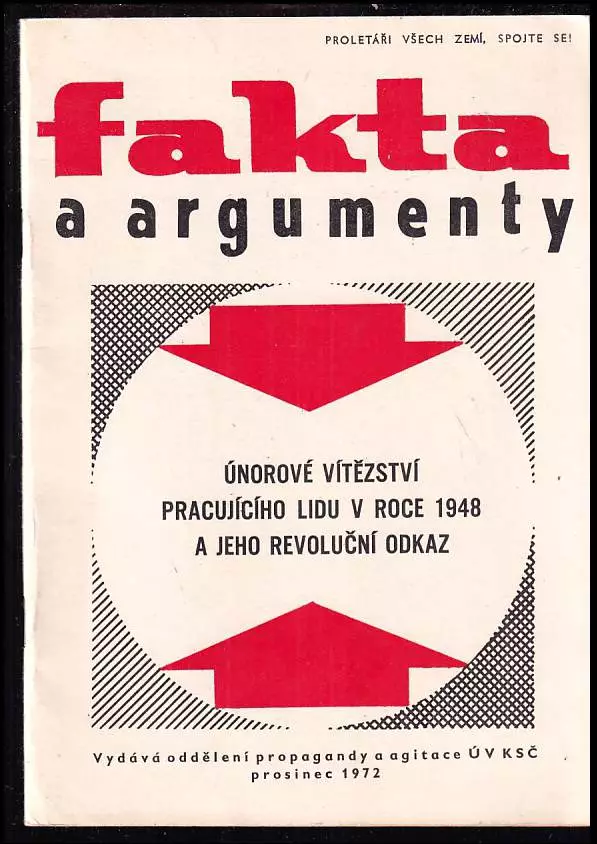 PROLETÁŘI VŠECH ZEMÍ, SPOJTE SE!
fakta
a argumenty
ÚNOROVÉ VÍTĚZSTVÍ
PRACUJÍCÍHO LIDU V ROCE 1948
A JEHO REVOLUČNÍ ODKAZ
Vydává oddělení propagandy a agitace ÚV KSČ
prosinec 1972